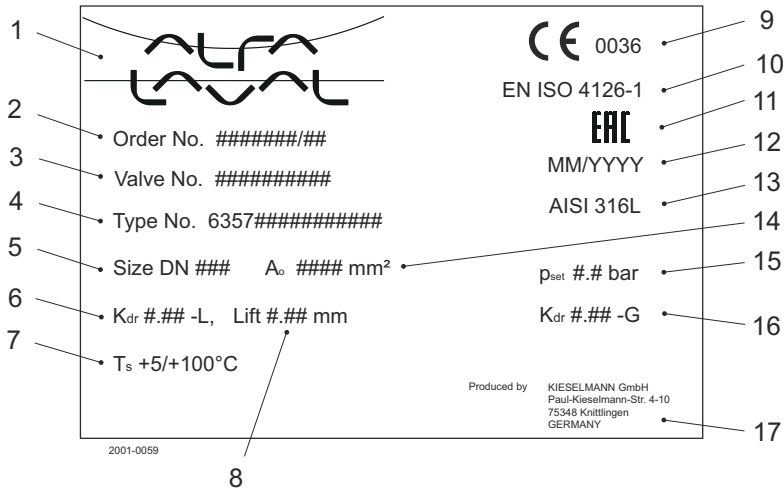 1
ALFA
LAVAL
2
Order No. #######/##
3
Valve No. ##########
4
Type No. 6357###########
5
Size DN ### Aₒ #### mm²
6
Kdr #.## -L, Lift #.## mm
7
Ts +5/+100°C
8
2001-0059
CE 0036
9
EN ISO 4126-1
10
EAC
11
MM/YYYY
12
AISI 316L
13
14
pset #.# bar
15
Kdr #.## -G
16
Produced by KIESELMANN GmbH
Paul-Kieselmann-Str. 4-10
75348 Knittlingen
GERMANY
17